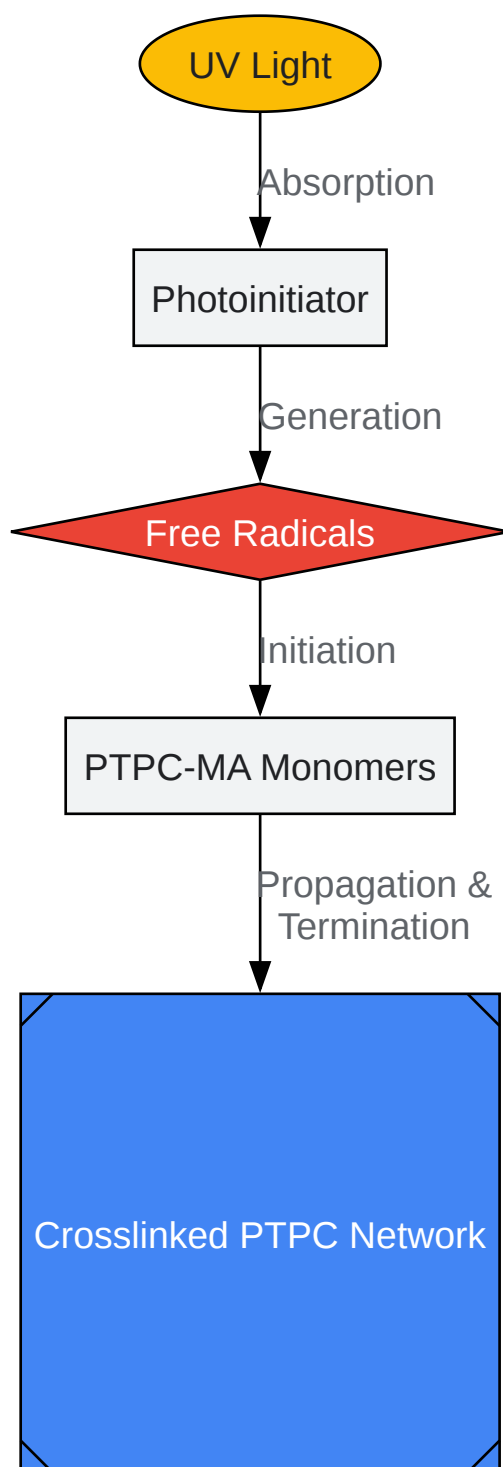 UV Light
Absorption
Photoinitiator
Generation
Free Radicals
Initiation
PTPC-MA Monomers
Propagation &
Termination
Crosslinked PTPC Network